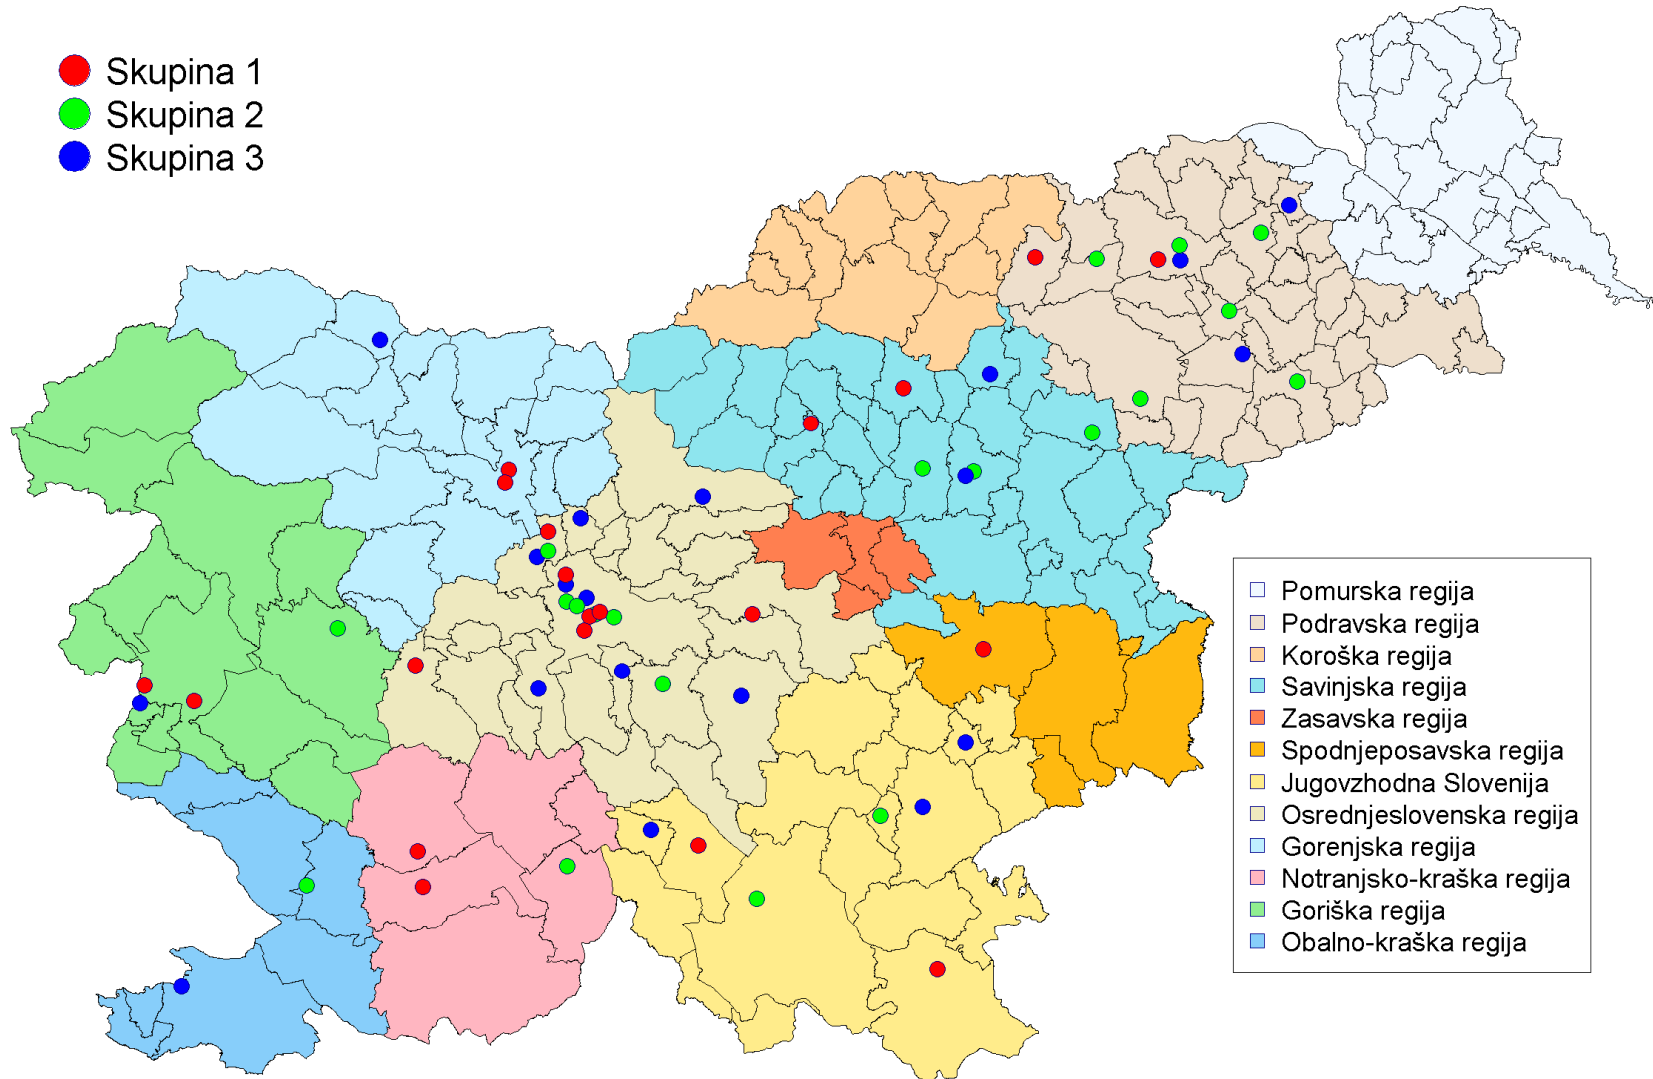 Skupina 1
Skupina 2
Skupina 3
Pomurska regija
Podravska regija
Koroška regija
Savinjska regija
Zasavska regija
Spodnjeposavska regija
Jugovzhodna Slovenija
Osrednjeslovenska regija
Gorenjska regija
Notranjsko-kraška regija
Goriška regija
Obalno-kraška regija